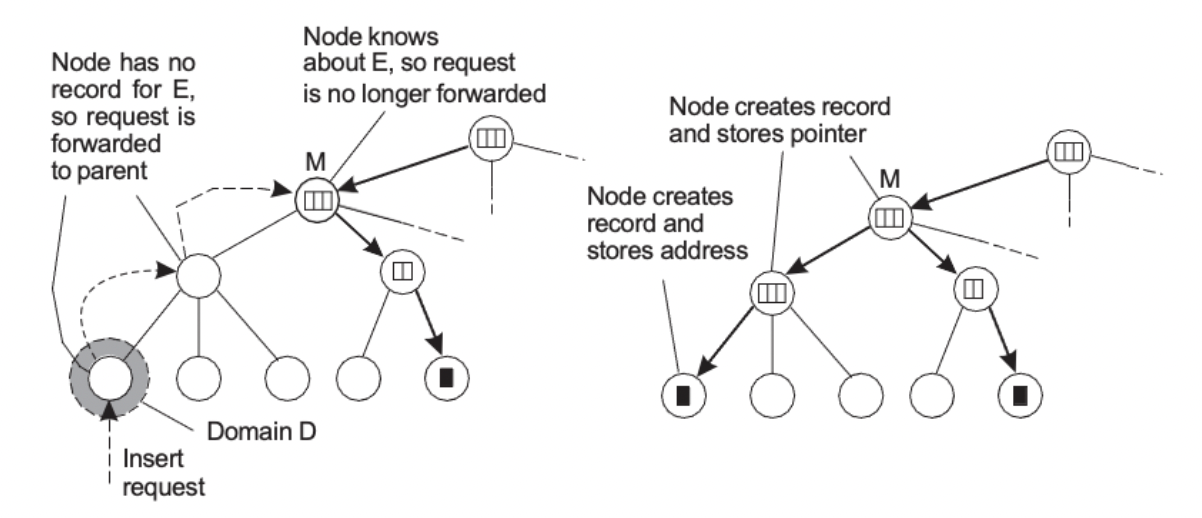 Node has no
record for E,
so request is
forwarded
to parent
Node knows
about E, so request
is no longer forwarded
M
Domain D
Insert
request
Node creates record
and stores pointer
M
Node creates
record and
stores address